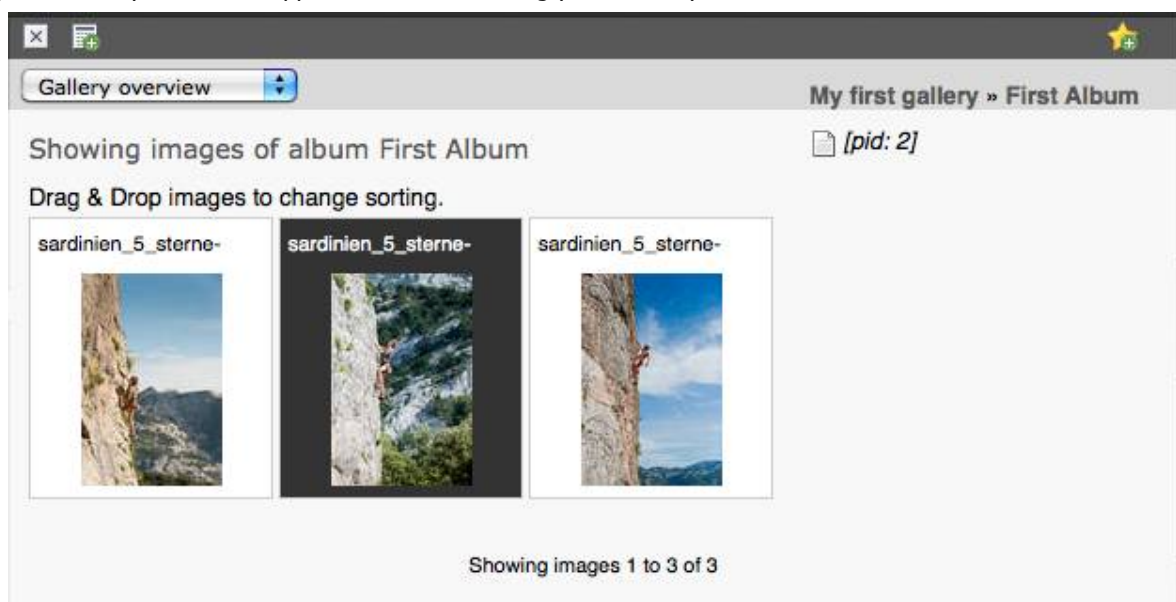 Gallery overview
My first gallery » First Album
[pid: 2]
Showing images of album First Album
Drag & Drop images to change sorting.
sardinien_5_sterne-
sardinien_5_sterne-
sardinien_5_sterne-
Showing images 1 to 3 of 3